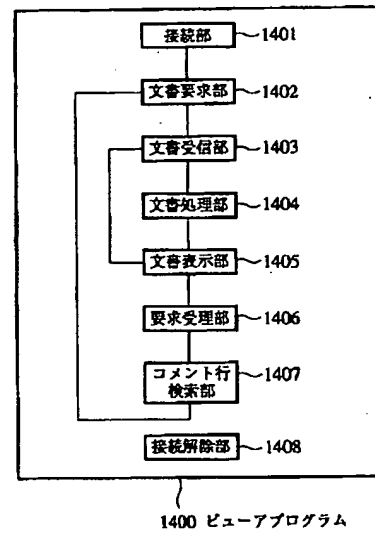 接続部 1401
文書要求部 1402
文書受信部 1403
文書処理部 1404
文書表示部 1405
要求受理部 1406
コメント行
検索部 1407
接続解除部 1408
1400 ビューアプログラム